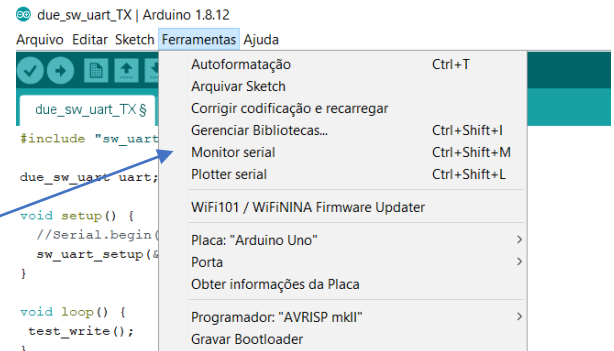 due_sw_uart_TX | Arduino 1.8.12
Arquivo Editar Sketch Ferramentas Ajuda
due_sw_uart_TX §
#include "sw_uart
due_sw_uart uart;
void setup() {
//Serial.begin(
sw_uart_setup(&
}
void loop() {
test_write();
}
Autoformatação Ctrl+T
Arquivar Sketch
Corrigir codificação e recarregar
Gerenciar Bibliotecas... Ctrl+Shift+I
Monitor serial Ctrl+Shift+M
Plotter serial Ctrl+Shift+L
WiFi101 / WiFiNINA Firmware Updater
Placa: "Arduino Uno"
Porta
Obter informações da Placa
Programador: "AVRISP mkII"
Gravar Bootloader